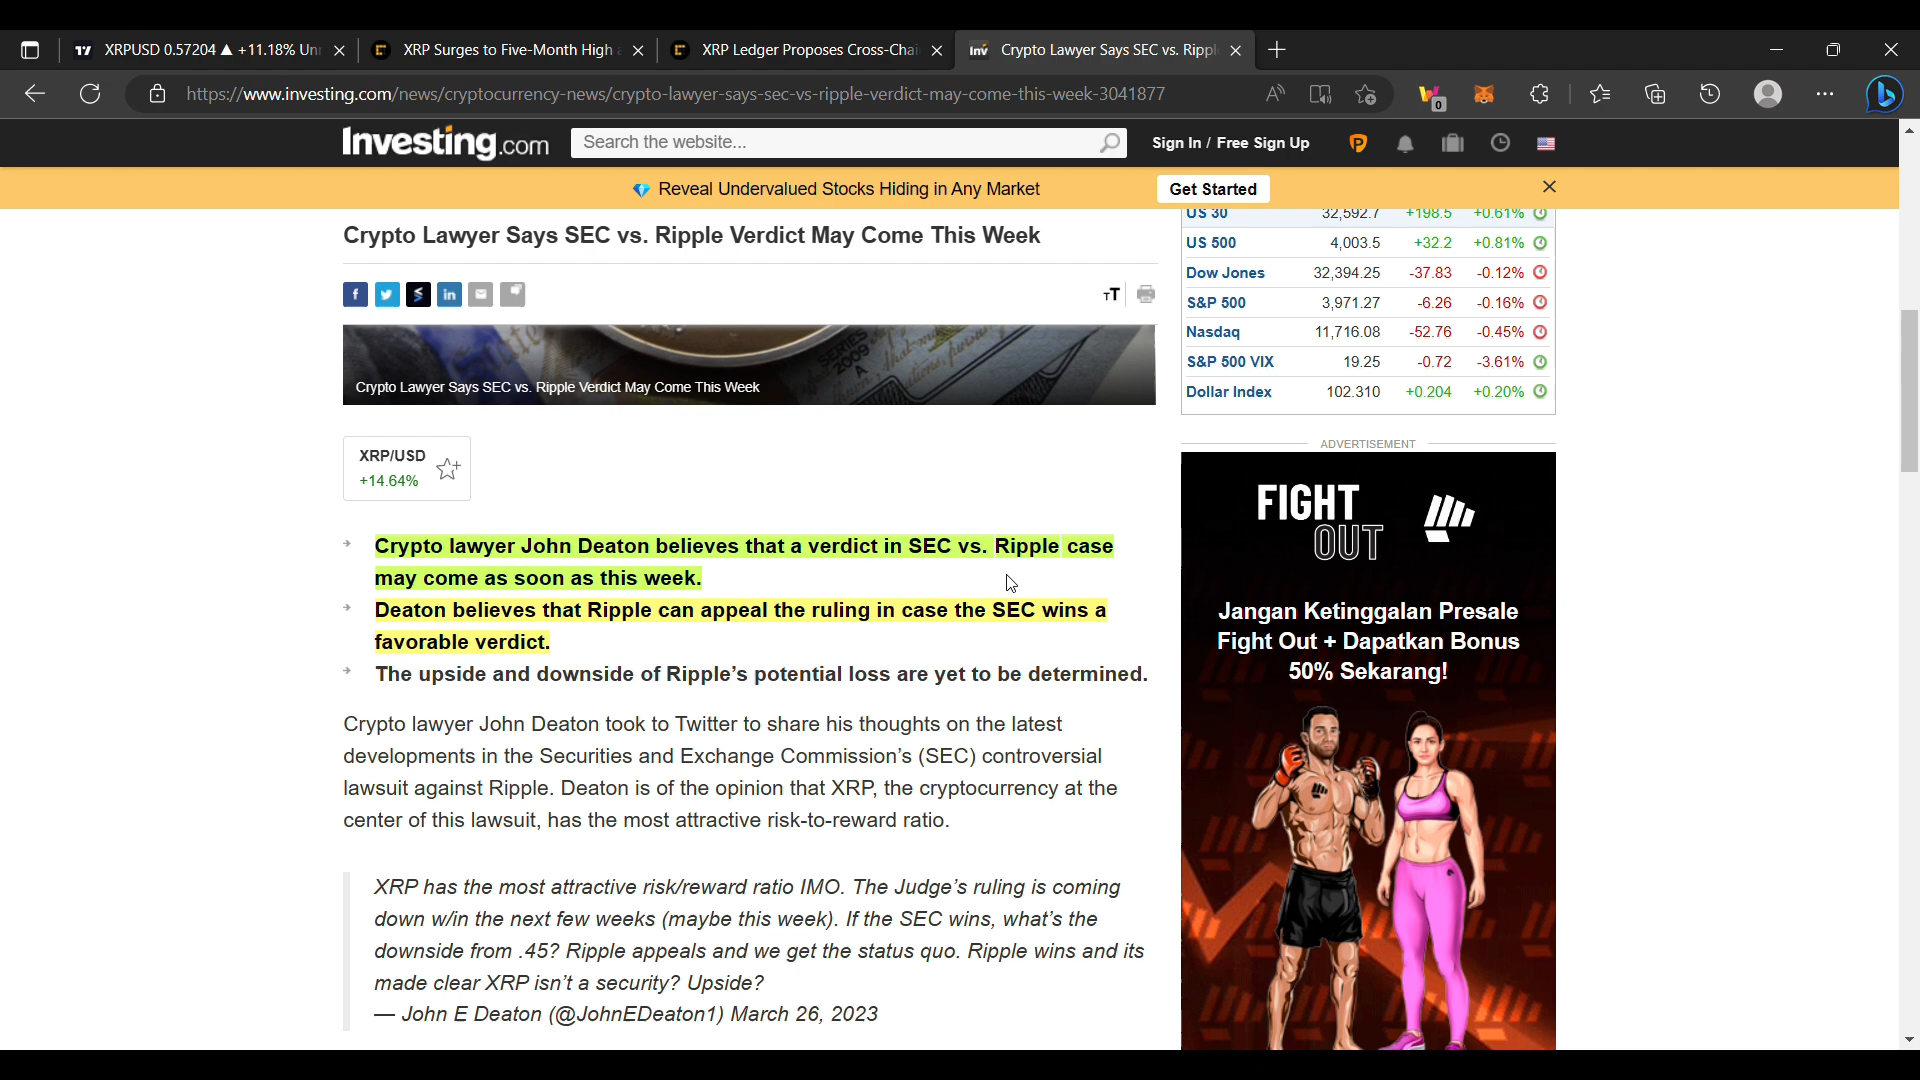 XRPUSD 0.57204 ▲ +11.18% Un
XRP Surges to Five-Month High a
XRP Ledger Proposes Cross-Chai
Inv Crypto Lawyer Says SEC vs. Rippl
https://www.investing.com/news/cryptocurrency-news/crypto-lawyer-says-sec-vs-ripple-verdict-may-come-this-week-3041877
0
Investing.com
Search the website...
Sign In / Free Sign Up
Reveal Undervalued Stocks Hiding in Any Market
Get Started
Crypto Lawyer Says SEC vs. Ripple Verdict May Come This Week
Crypto Lawyer Says SEC vs. Ripple Verdict May Come This Week
XRP/USD
+14.64%
Crypto lawyer John Deaton believes that a verdict in SEC vs. Ripple case
may come as soon as this week.
Deaton believes that Ripple can appeal the ruling in case the SEC wins a
favorable verdict.
The upside and downside of Ripple’s potential loss are yet to be determined.
Crypto lawyer John Deaton took to Twitter to share his thoughts on the latest
developments in the Securities and Exchange Commission’s (SEC) controversial
lawsuit against Ripple. Deaton is of the opinion that XRP, the cryptocurrency at the
center of this lawsuit, has the most attractive risk-to-reward ratio.
XRP has the most attractive risk/reward ratio IMO. The Judge’s ruling is coming
down w/in the next few weeks (maybe this week). If the SEC wins, what’s the
downside from .45? Ripple appeals and we get the status quo. Ripple wins and its
made clear XRP isn’t a security? Upside?
— John E Deaton (@JohnEDeaton1) March 26, 2023
US 30 32,592.7 +198.5 +0.61%
US 500 4,003.5 +32.2 +0.81%
Dow Jones 32,394.25 -37.83 -0.12%
S&P 500 3,971.27 -6.26 -0.16%
Nasdaq 11,716.08 -52.76 -0.45%
S&P 500 VIX 19.25 -0.72 -3.61%
Dollar Index 102.310 +0.204 +0.20%
ADVERTISEMENT
FIGHT
OUT
Jangan Ketinggalan Presale
Fight Out + Dapatkan Bonus
50% Sekarang!